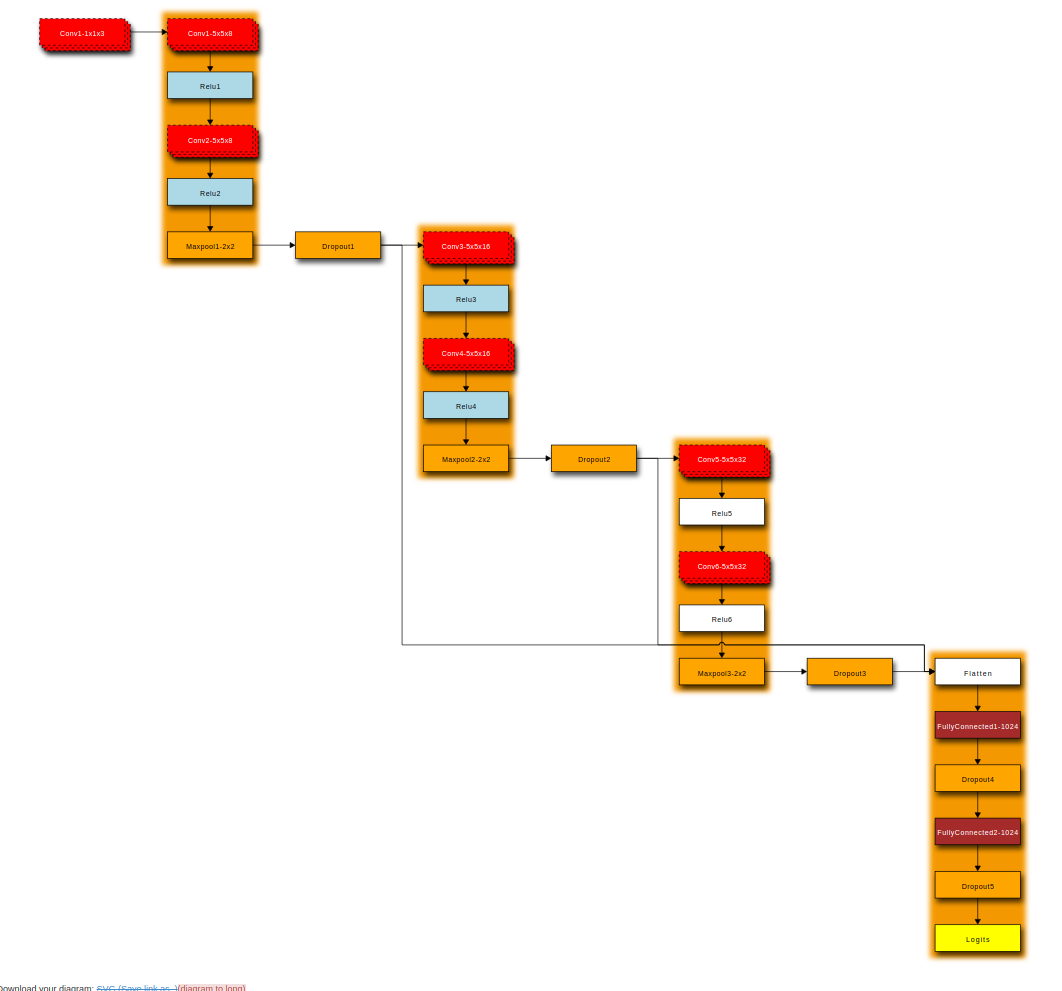 Conv1-1x1x3
Conv1-5x5x8
Relu1
Conv2-5x5x8
Relu2
Maxpool1-2x2
Dropout1
Conv3-5x5x16
Relu3
Conv4-5x5x16
Relu4
Maxpool2-2x2
Dropout2
Conv5-5x5x32
Relu5
Conv6-5x5x32
Relu6
Maxpool3-2x2
Dropout3
Flatten
FullyConnected1-1024
Dropout4
FullyConnected2-1024
Dropout5
Logits
Download your diagram: SVG (Save link as..)(diagram to long)